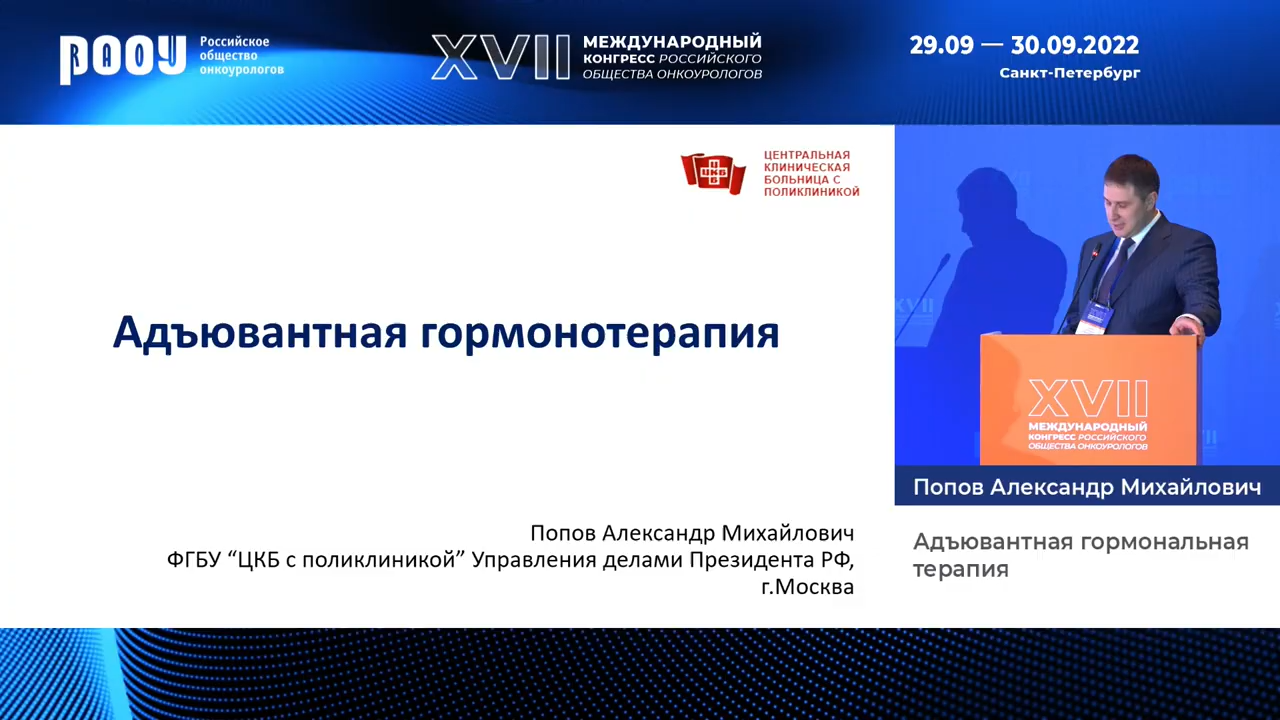 РООУ
Российское
общество
онкоурологов
XVII
МЕЖДУНАРОДНЫЙ
КОНГРЕСС РОССИЙСКОГО
ОБЩЕСТВА ОНКОУРОЛОГОВ
29.09 — 30.09.2022
Санкт-Петербург
ЦКБ
ЦЕНТРАЛЬНАЯ
КЛИНИЧЕСКАЯ
БОЛЬНИЦА С
ПОЛИКЛИНИКОЙ
Адъювантная гормонотерапия
Попов Александр Михайлович
ФГБУ “ЦКБ с поликлиникой” Управления делами Президента РФ,
г.Москва
XVII
XVII
МЕЖДУНАРОДНЫЙ
КОНГРЕСС РОССИЙСКОГО
ОБЩЕСТВА ОНКОУРОЛОГОВ
Попов Александр Михайлович
Адъювантная гормональная
терапия